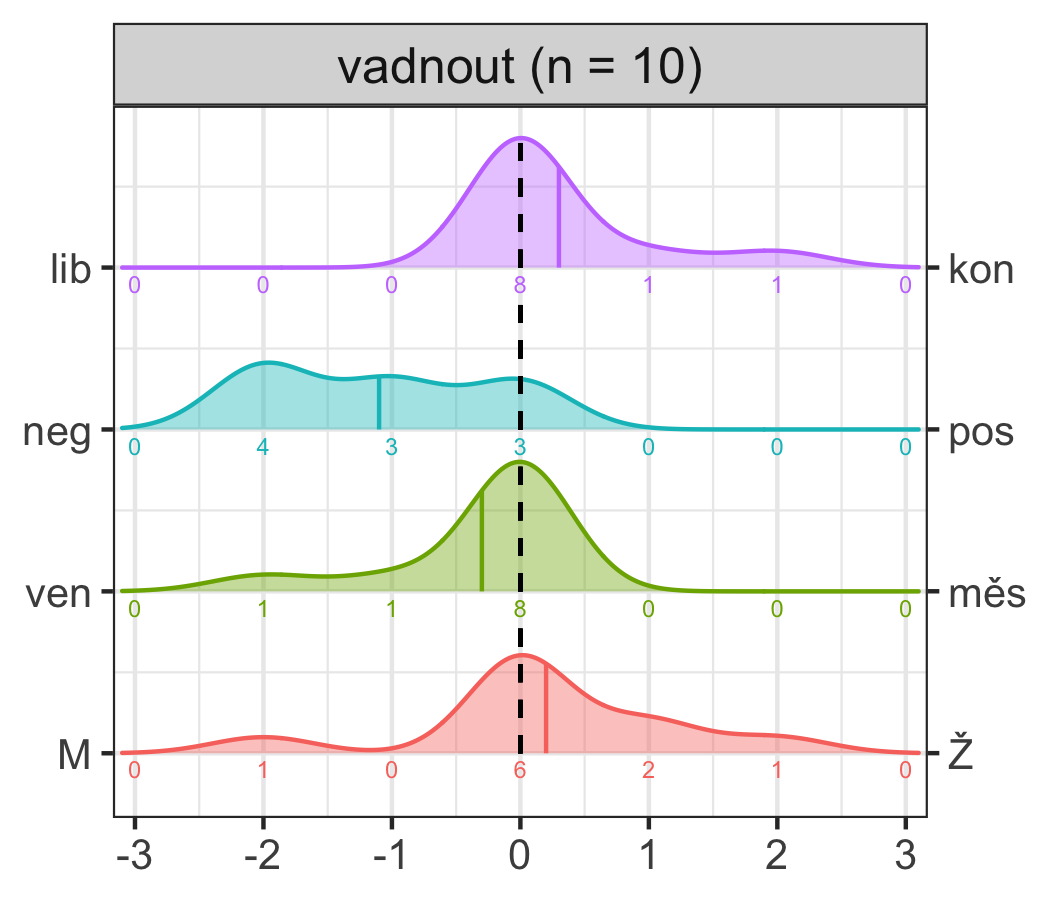 vadnout (n = 10)
lib kon
0 0 0 8 1 1 0
neg pos
0 4 3 3 0 0 0
ven měs
0 1 1 8 0 0 0
M Ž
0 1 0 6 2 1 0
-3 -2 -1 0 1 2 3